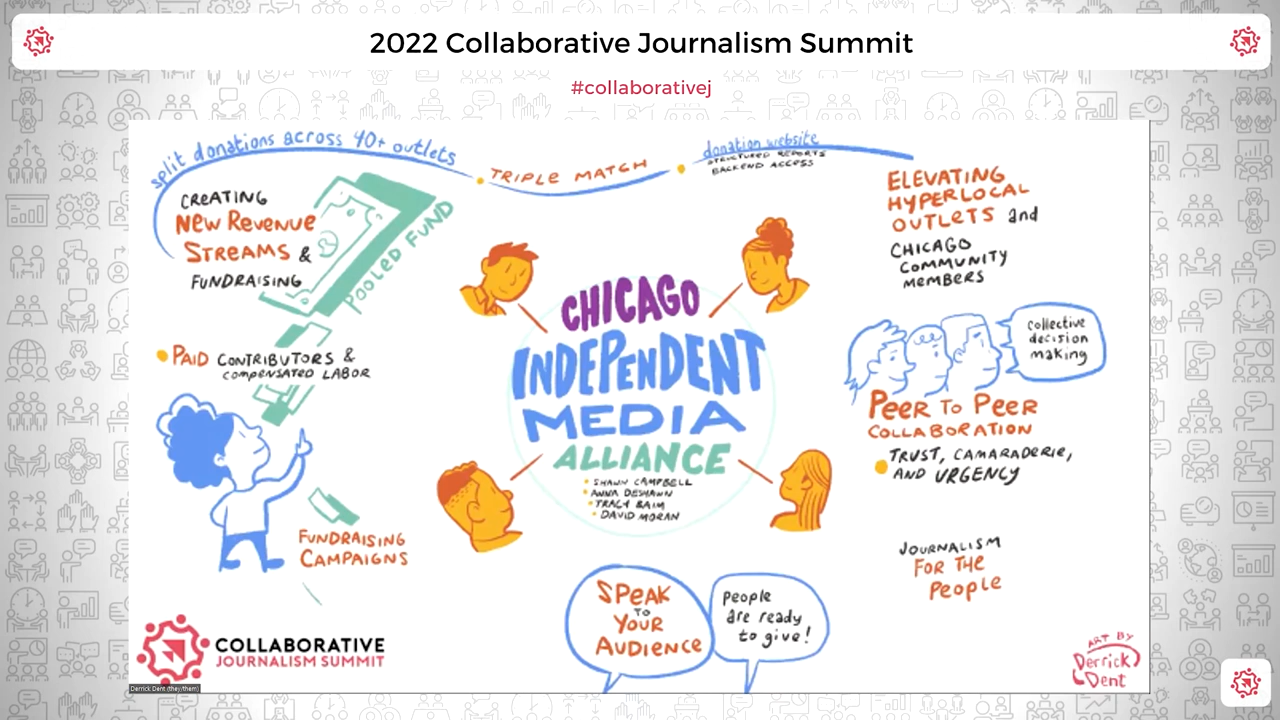 2022 Collaborative Journalism Summit
#collaborativej
split donations across 40+ outlets
TRIPLE MATCH
donation website
STRUCTURED REPORTS
BACKEND ACCESS
CREATING
NEW REVENUE
STREAMS &
FUNDRAISING
POOLED FUND
PAID CONTRIBUTORS &
COMPENSATED LABOR
FUNDRAISING
CAMPAIGNS
CHICAGO
INDEPENDENT
MEDIA
ALLIANCE
SHAWN CAMPBELL
ANNA DESHAWN
TRACY BAIM
DAVID MORAN
ELEVATING
HYPERLOCAL
OUTLETS and
CHICAGO
COMMUNITY
MEMBERS
Collective
decision
making
PEER TO PEER
COLLABORATION
TRUST, CAMARADERIE,
AND URGENCY
JOURNALISM
FOR THE
PEOPLE
SPEAK
TO
YOUR
AUDIENCE
People
are ready
to give!
COLLABORATIVE
JOURNALISM SUMMIT
Derrick Dent (they/them)
ART BY
Derrick
Dent